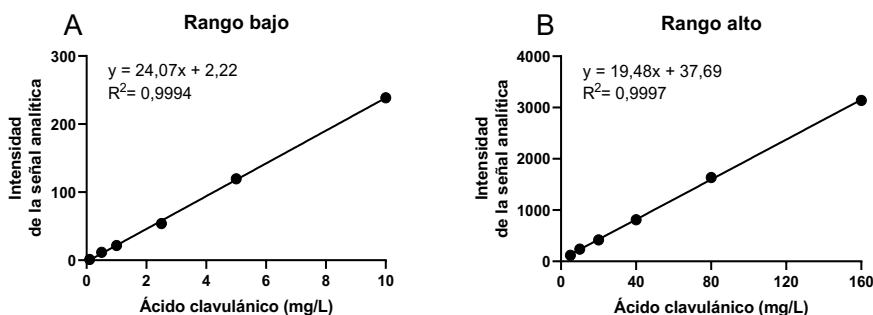 A
Rango bajo
y = 24,07x + 2,22
R²= 0,9994
Intensidad
de la señal analítica
300
200
100
0
0 2 4 6 8 10
Ácido clavulánico (mg/L)
B
Rango alto
y = 19,48x + 37,69
R²= 0,9997
Intensidad
de la señal analítica
4000
3000
2000
1000
0
0 40 80 120 160
Ácido clavulánico (mg/L)